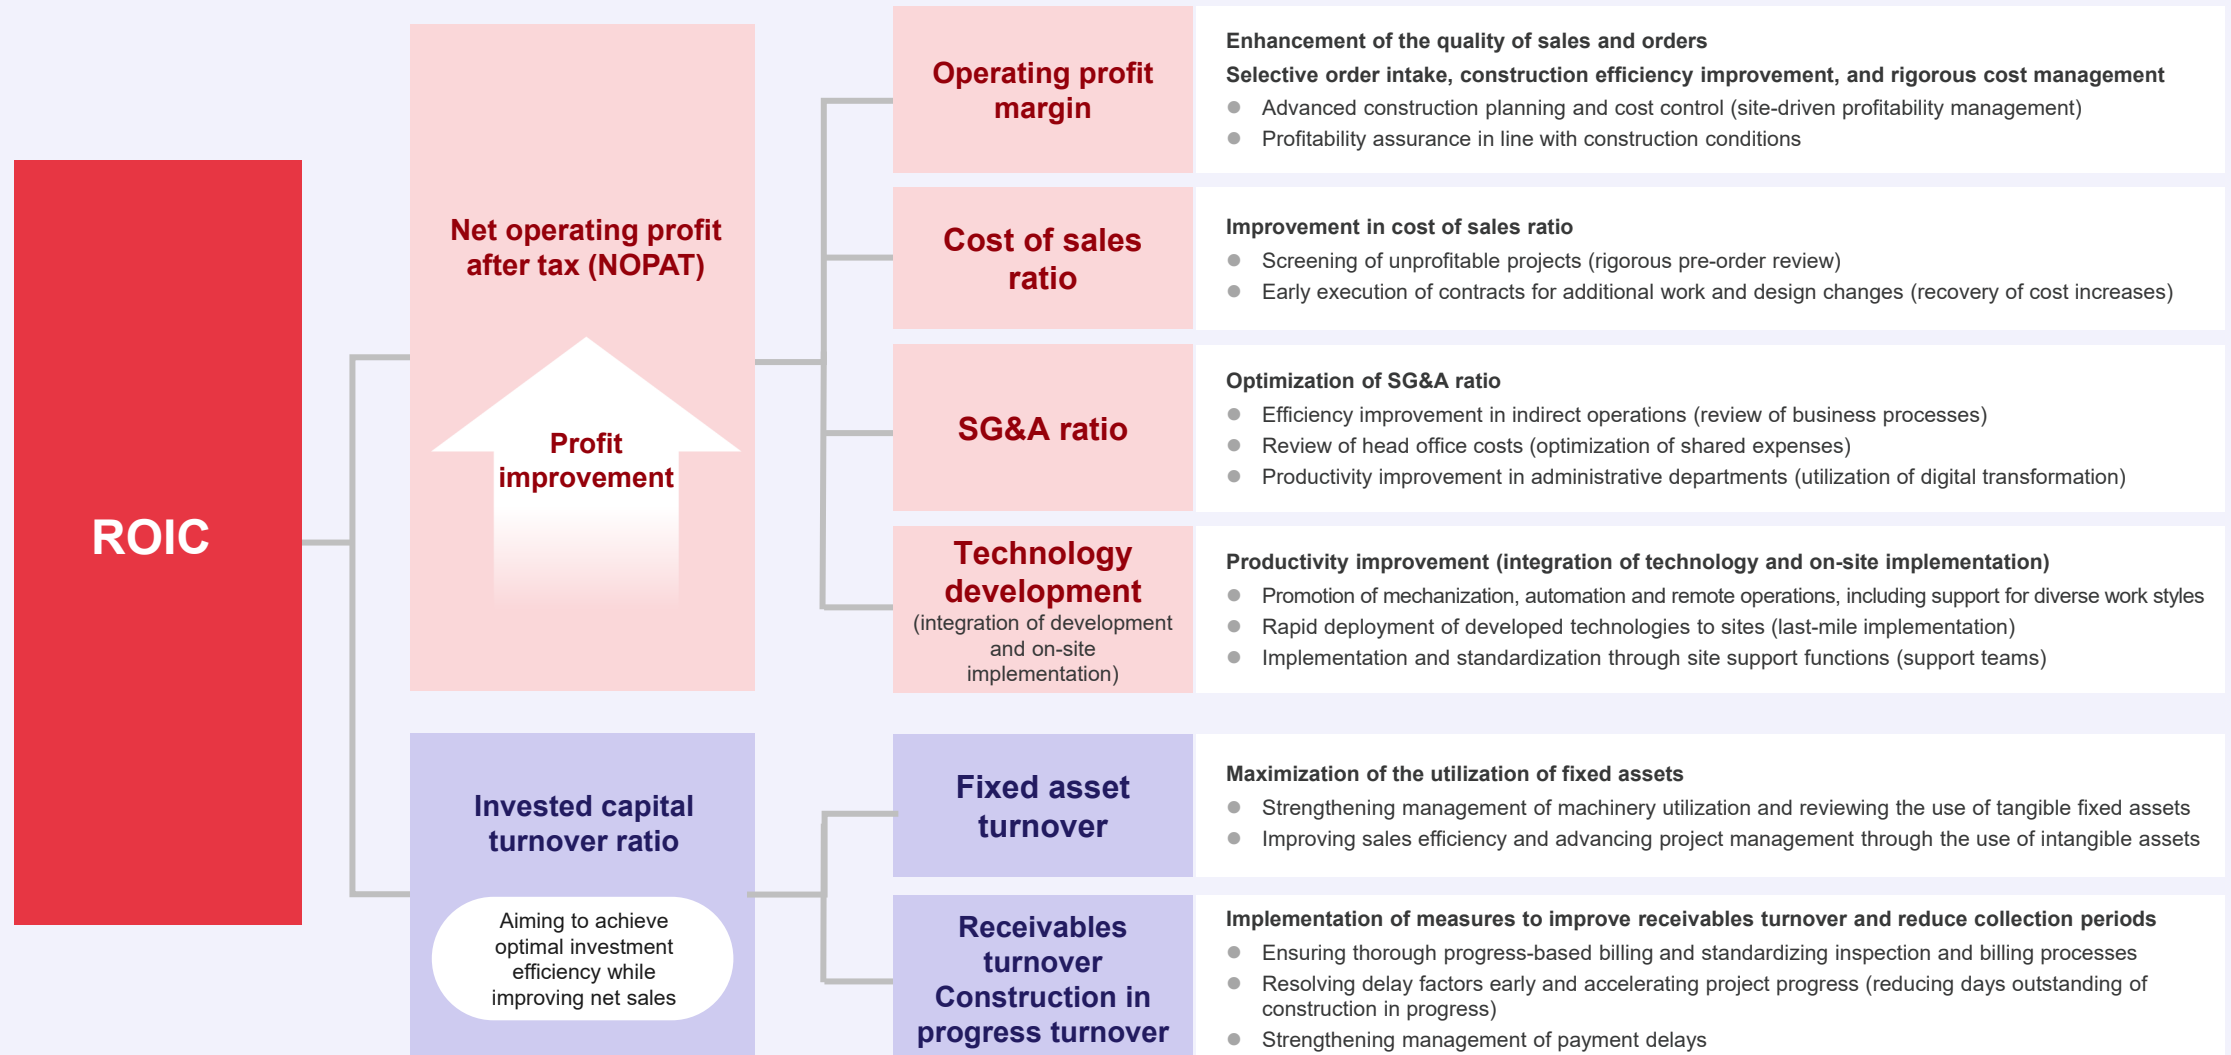 ROIC
Net operating profit
after tax (NOPAT)
Profit
improvement
Operating profit
margin
Enhancement of the quality of sales and orders
Selective order intake, construction efficiency improvement, and rigorous cost management
● Advanced construction planning and cost control (site-driven profitability management)
● Profitability assurance in line with construction conditions
Cost of sales
ratio
Improvement in cost of sales ratio
● Screening of unprofitable projects (rigorous pre-order review)
● Early execution of contracts for additional work and design changes (recovery of cost increases)
SG&A ratio
Optimization of SG&A ratio
● Efficiency improvement in indirect operations (review of business processes)
● Review of head office costs (optimization of shared expenses)
● Productivity improvement in administrative departments (utilization of digital transformation)
Technology
development
(integration of development
and on-site
implementation)
Productivity improvement (integration of technology and on-site implementation)
● Promotion of mechanization, automation and remote operations, including support for diverse work styles
● Rapid deployment of developed technologies to sites (last-mile implementation)
● Implementation and standardization through site support functions (support teams)
Invested capital
turnover ratio
Aiming to achieve
optimal investment
efficiency while
improving net sales
Fixed asset
turnover
Maximization of the utilization of fixed assets
● Strengthening management of machinery utilization and reviewing the use of tangible fixed assets
● Improving sales efficiency and advancing project management through the use of intangible assets
Receivables
turnover
Construction in
progress turnover
Implementation of measures to improve receivables turnover and reduce collection periods
● Ensuring thorough progress-based billing and standardizing inspection and billing processes
● Resolving delay factors early and accelerating project progress (reducing days outstanding of
construction in progress)
● Strengthening management of payment delays